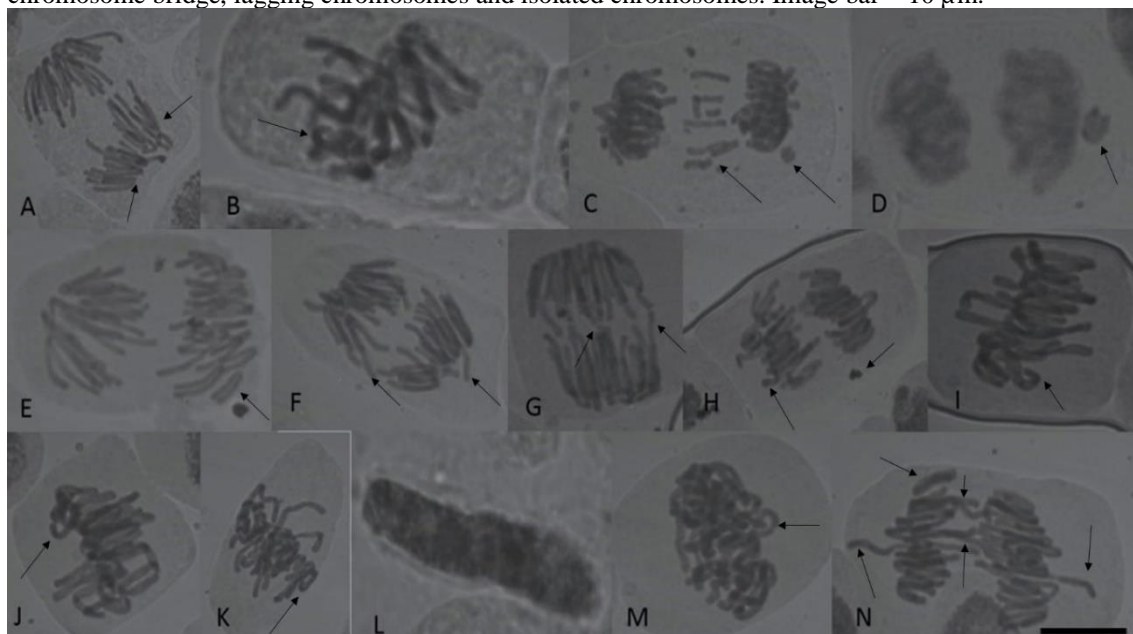 chromosome bridge, lagging chromosomes and isolated chromosomes. Image bar = 10 µm.
A B C D
E F G H I
J K L M N